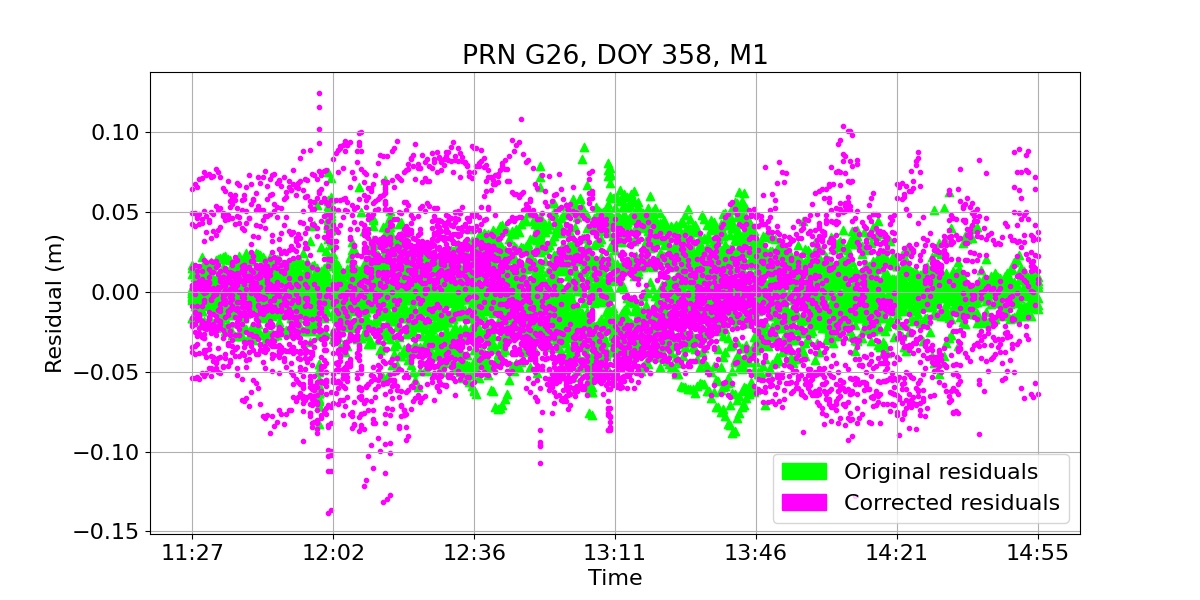 PRN G26, DOY 358, M1
0.10
0.05
0.00
−0.05
−0.10
−0.15
Residual (m)
11:27 12:02 12:36 13:11 13:46 14:21 14:55
Time
Original residuals
Corrected residuals